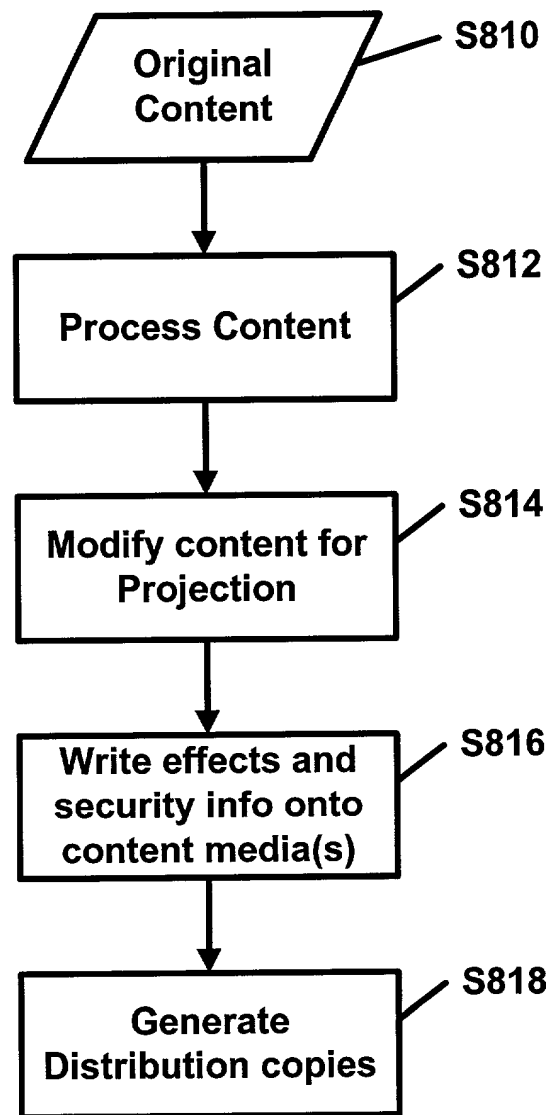 S810
Original
Content
S812
Process Content
S814
Modify content for
Projection
S816
Write effects and
security info onto
content media(s)
S818
Generate
Distribution copies